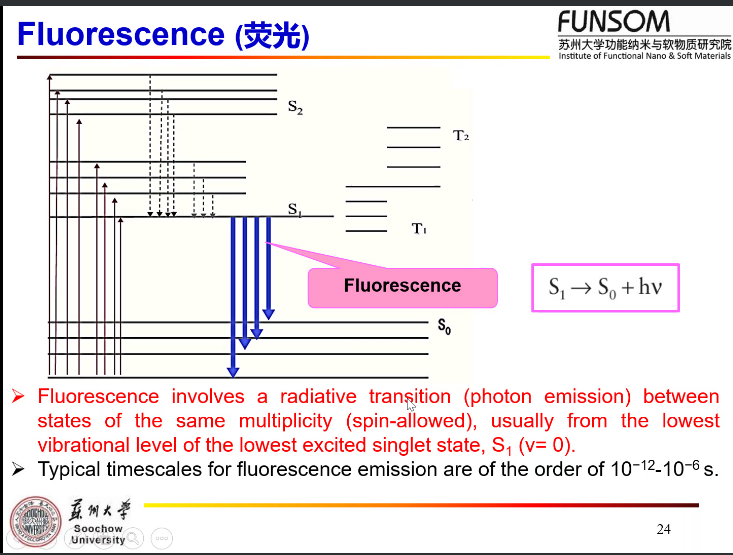 Fluorescence (荧光)
FUNSOM
苏州大学功能纳米与软物质研究院
Institute of Functional Nano & Soft Materials
S₂
T₂
S₁
T₁
Fluorescence
S₁ → S₀ + hν
S₀
➢ Fluorescence involves a radiative transition (photon emission) between
states of the same multiplicity (spin-allowed), usually from the lowest
vibrational level of the lowest excited singlet state, S₁ (v= 0).
➢ Typical timescales for fluorescence emission are of the order of 10⁻¹²-10⁻⁶ s.
蘇州大學
Soochow
University
24